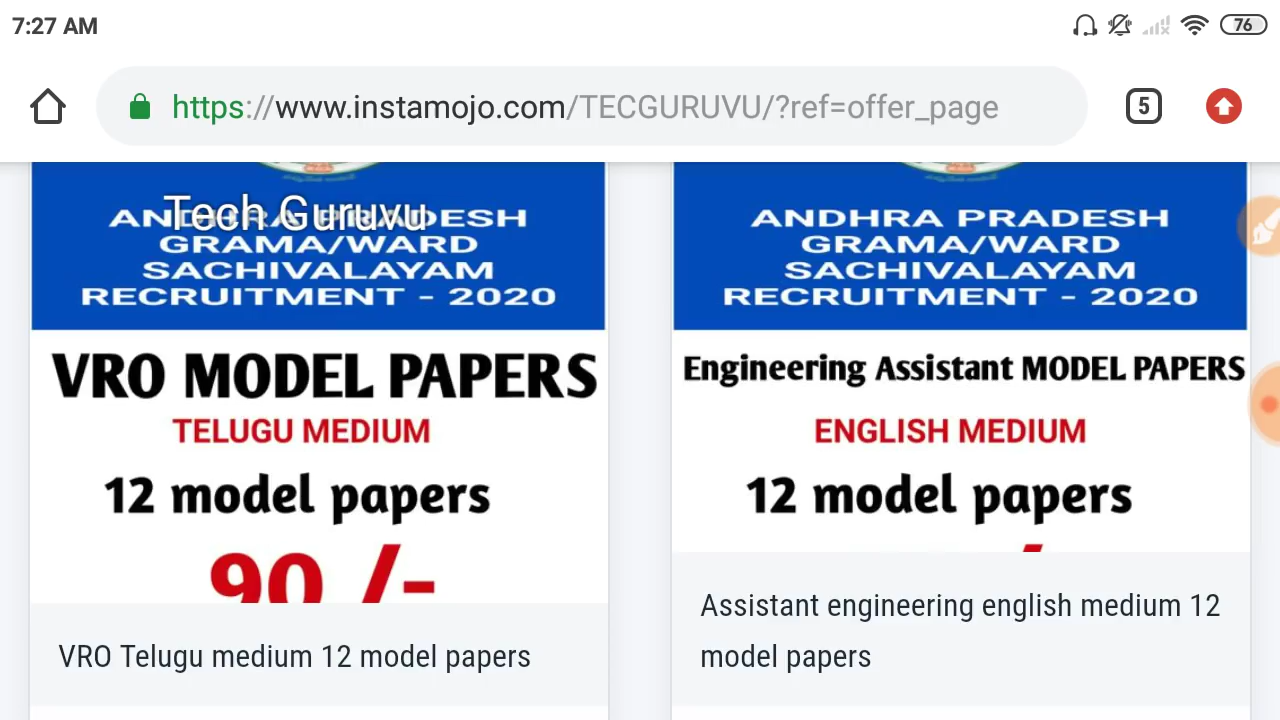 7:27 AM
76
https://www.instamojo.com/TECGURUVU/?ref=offer_page
5
Tech Guruvu
ANDHRA PRADESH
GRAMA/WARD
SACHIVALAYAM
RECRUITMENT - 2020
VRO MODEL PAPERS
TELUGU MEDIUM
12 model papers
90 /-
VRO Telugu medium 12 model papers
ANDHRA PRADESH
GRAMA/WARD
SACHIVALAYAM
RECRUITMENT - 2020
Engineering Assistant MODEL PAPERS
ENGLISH MEDIUM
12 model papers
Assistant engineering english medium 12
model papers